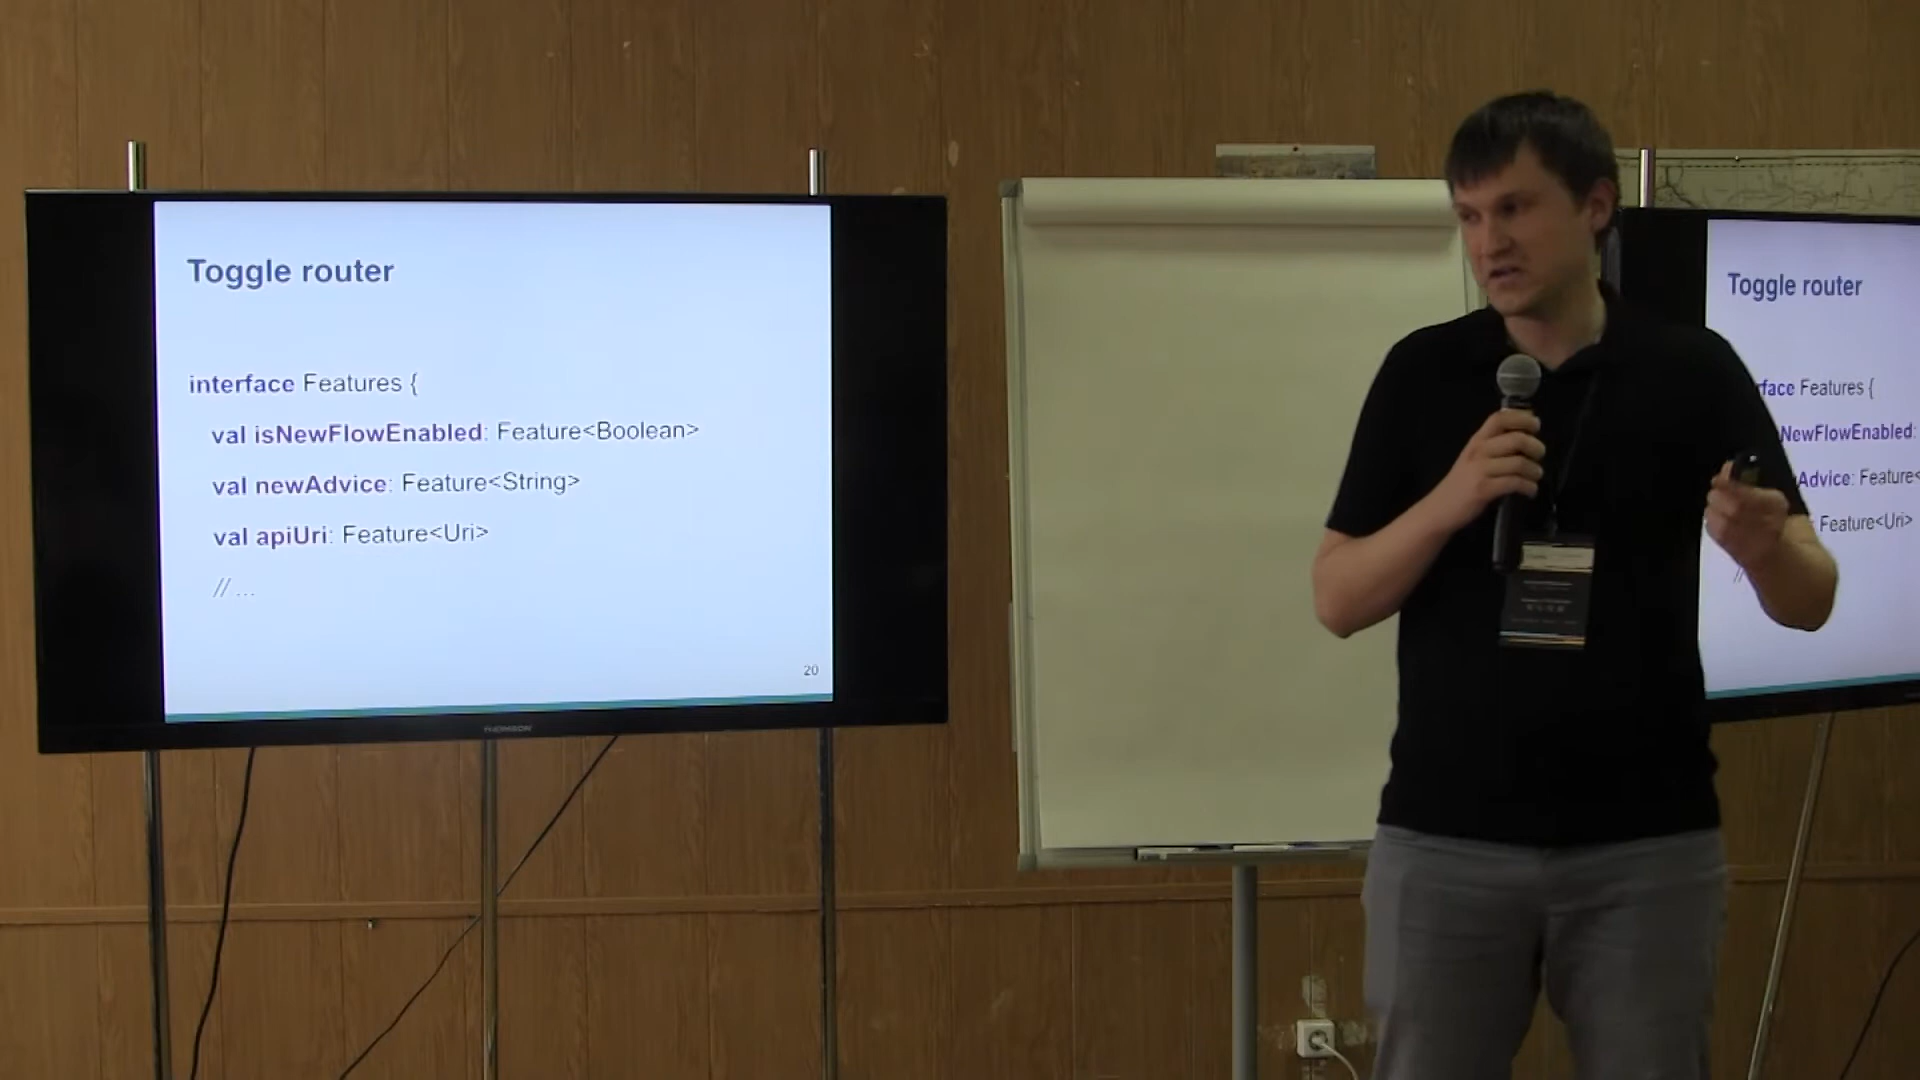 Toggle router
interface Features {
val isNewFlowEnabled: Feature<Boolean>
val newAdvice: Feature<String>
val apiUri: Feature<Uri>
// ...
20
THOMSON
Toggle router
rface Features {
NewFlowEnabled:
Advice: Feature<
: Feature<Uri>
//